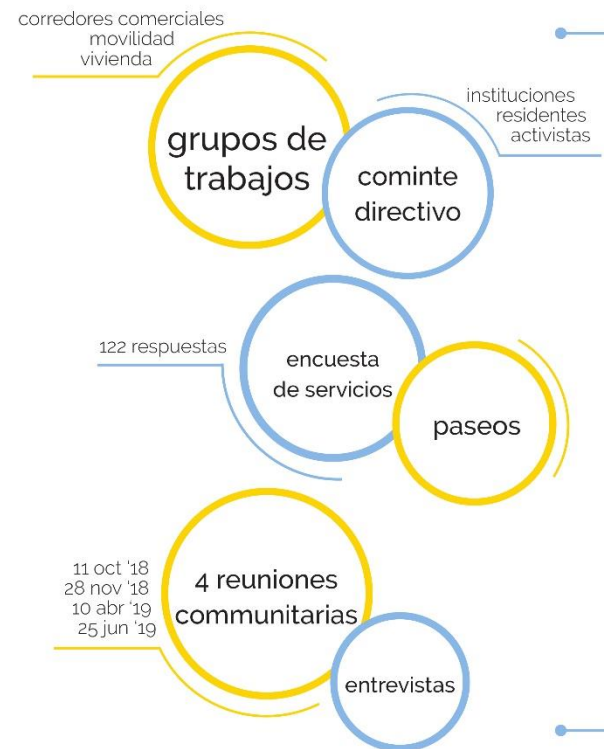 corredores comerciales
movilidad
vivienda
grupos de
trabajos
instituciones
residentes
activistas
cominte
directivo
122 respuestas
encuesta
de servicios
paseos
11 oct ‘18
28 nov ‘18
10 abr ‘19
25 jun ‘19
4 reuniones
communitarias
entrevistas